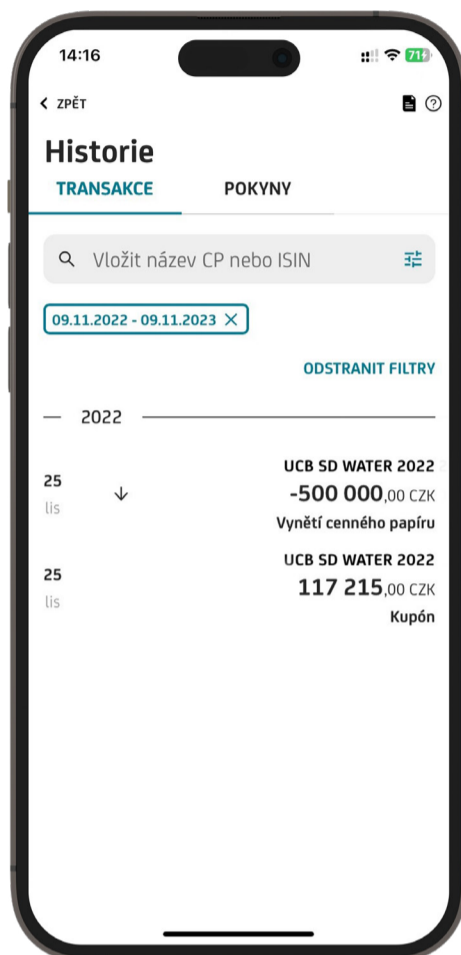 14:16
71
ZPĚT
Historie
TRANSAKCE POKYNY
Vložit název CP nebo ISIN
09.11.2022 - 09.11.2023
ODSTRANIT FILTRY
2022
UCB SD WATER 2022
25
-500 000,00 CZK
lis
Vynětí cenného papíru
UCB SD WATER 2022
25
117 215,00 CZK
lis
Kupón